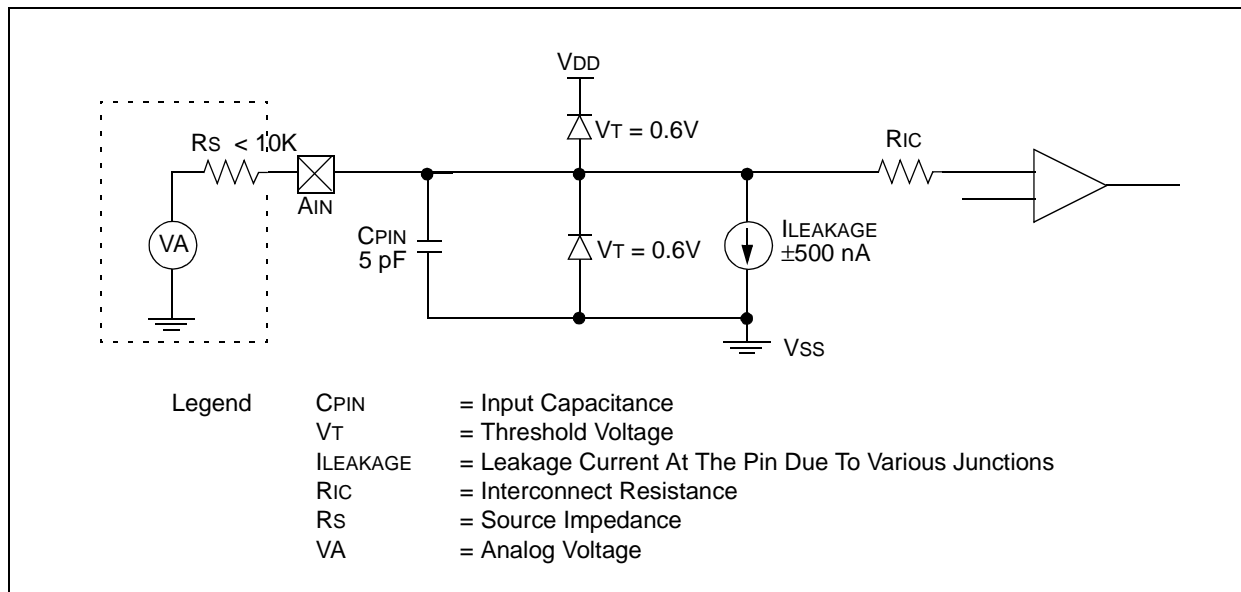 VDD
VT = 0.6V
RS < 10K
RIC
AIN
VA
CPIN
5 pF
VT = 0.6V
ILEAKAGE
±500 nA
VSS
Legend
CPIN = Input Capacitance
VT = Threshold Voltage
ILEAKAGE = Leakage Current At The Pin Due To Various Junctions
RIC = Interconnect Resistance
RS = Source Impedance
VA = Analog Voltage